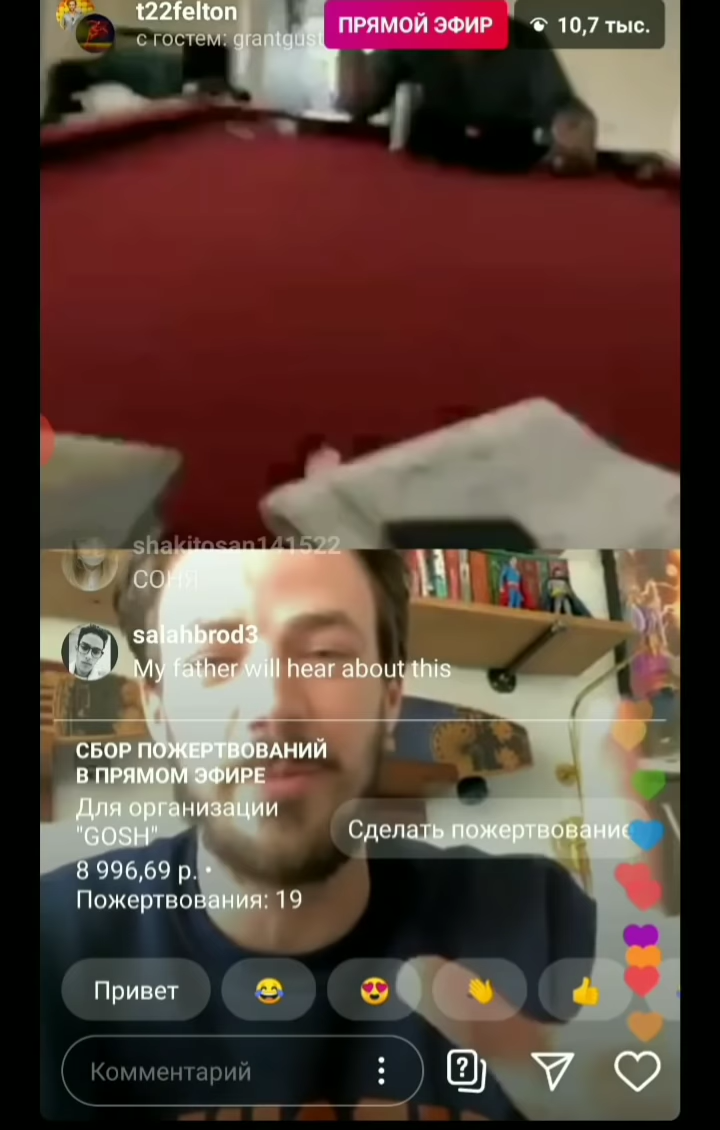 t22felton
с гостем: grantgust
ПРЯМОЙ ЭФИР
10,7 тыс.
shakitosan141522
СОНЯ
salahbrod3
My father will hear about this
СБОР ПОЖЕРТВОВАНИЙ
В ПРЯМОМ ЭФИРЕ
Для организации
"GOSH"
Сделать пожертвование
8 996,69 р. •
Пожертвования: 19
Привет
Комментарий